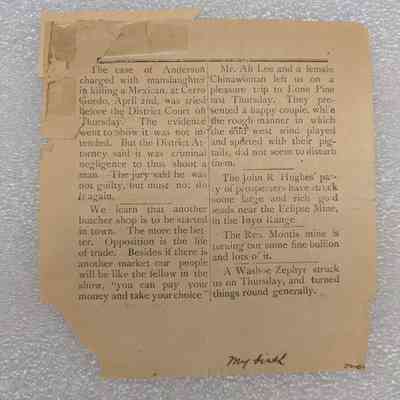 The case of Anderson
charged with manslaughter
in killing a Mexican, at Cerro
Gordo, April 2nd, was tried
before the District Court on
Thursday. The evidence
went to show it was not in-
tended. But the District At-
torney said it was criminal
negligence to thus shoot a
man. The jury said he was
not guilty, but must not do
it again.
We learn that another
butcher shop is to be started
in town. The more the bet-
ter. Opposition is the life
of trade. Besides if there is
another market our people
will be like the fellow in the
show, "you can pay your
money and take your choice"
Mr. Ah Lee and a female
Chinawoman left us on a
pleasure trip to Lone Pine
last Thursday. They pre-
sented a happy couple, while
the rough manner in which
the wild west wind played
and sported with their pig-
tails, did not seem to disturb
them.
The John R Hughes' par-
ty of prospectors have struck
some large and rich gold
leads near the Eclipse Mine,
in the Inyo Range.
The Rex Montis mine is
turning out some fine bullion
and lots of it.
A Washoe Zephyr struck
us on Thursday, and turned
things round generally.
My birth